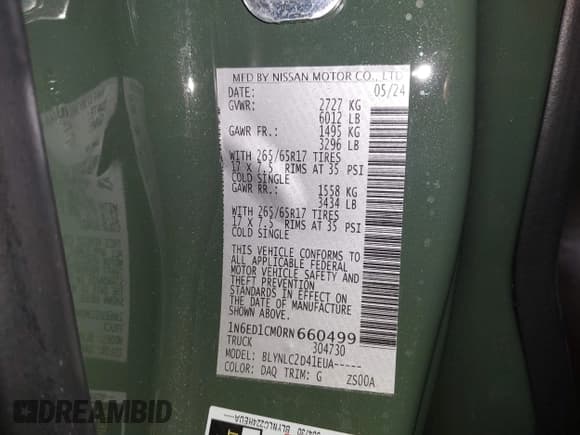 MFD BY NISSAN MOTOR CO., LTD
DATE: 05/24
GVWR: 2727 KG
6012 LB
GAWR FR.: 1495 KG
3296 LB
WITH 265/65R17 TIRES
17 X 7.5 RIMS AT 35 PSI
COLD SINGLE
GAWR RR.: 1558 KG
3434 LB
WITH 265/65R17 TIRES
17 X 7.5 RIMS AT 35 PSI
COLD SINGLE
THIS VEHICLE CONFORMS TO
ALL APPLICABLE FEDERAL
MOTOR VEHICLE SAFETY AND
THEFT PREVENTION
STANDARDS IN EFFECT ON
THE DATE OF MANUFACTURE
SHOWN ABOVE.
1N6ED1CM0RN660499
TRUCK 304730
MODEL: BLYNLC2D41EUA-----
COLOR: DAQ TRIM: G ZS00A
DREAMBID